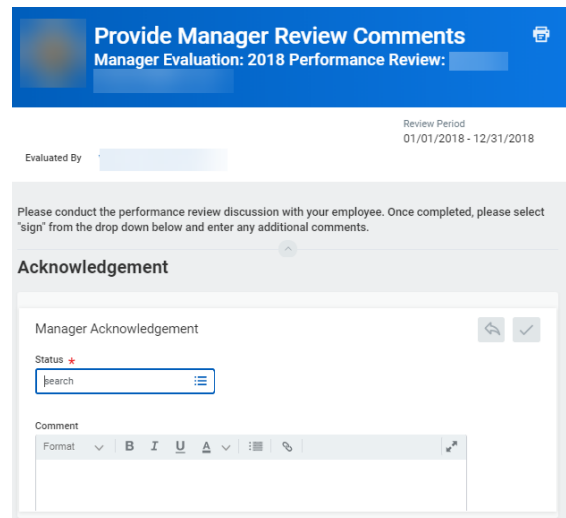 Provide Manager Review Comments
Manager Evaluation: 2018 Performance Review:
Review Period
01/01/2018 - 12/31/2018
Evaluated By
Please conduct the performance review discussion with your employee. Once completed, please select
"sign" from the drop down below and enter any additional comments.
Acknowledgement
Manager Acknowledgement
Status *
search
Comment
Format B I U A